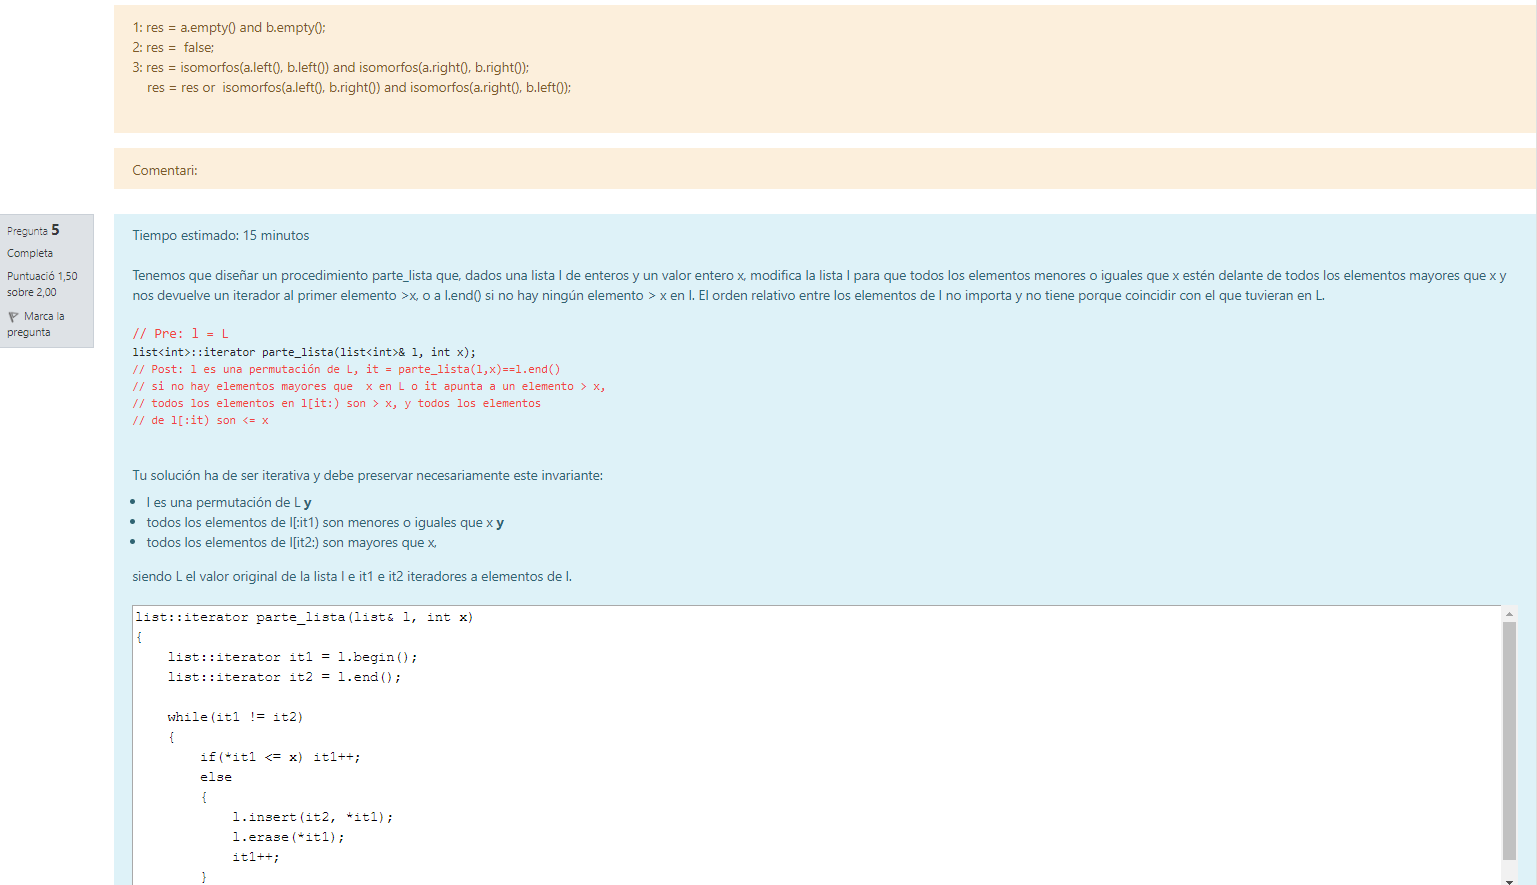 1: res = a.empty() and b.empty();
2: res =  false;
3: res = isomorfos(a.left(), b.left()) and isomorfos(a.right(), b.right());
res = res or  isomorfos(a.left(), b.right()) and isomorfos(a.right(), b.left());
Comentari:
Pregunta 5
Completa
Puntuació 1,50
sobre 2,00
Marca la
pregunta
Tiempo estimado: 15 minutos
Tenemos que diseñar un procedimiento parte_lista que, dados una lista l de enteros y un valor entero x, modifica la lista l para que todos los elementos menores o iguales que x estén delante de todos los elementos mayores que x y
nos devuelve un iterador al primer elemento >x, o a l.end() si no hay ningún elemento > x en l. El orden relativo entre los elementos de l no importa y no tiene porque coincidir con el que tuvieran en L.
// Pre: l = L
list<int>::iterator parte_lista(list<int>& l, int x);
// Post: l es una permutación de L, it = parte_lista(l,x)==l.end()
// si no hay elementos mayores que  x en L o it apunta a un elemento > x,
// todos los elementos en l[it:) son > x, y todos los elementos
// de l[:it) son <= x
Tu solución ha de ser iterativa y debe preservar necesariamente este invariante:
• l es una permutación de L y
• todos los elementos de l[:it1) son menores o iguales que x y
• todos los elementos de l[it2:) son mayores que x,
siendo L el valor original de la lista l e it1 e it2 iteradores a elementos de l.
list::iterator parte_lista(list& l, int x)
{
list::iterator it1 = l.begin();
list::iterator it2 = l.end();
while(it1 != it2)
{
if(*it1 <= x) it1++;
else
{
l.insert(it2, *it1);
l.erase(*it1);
it1++;
}